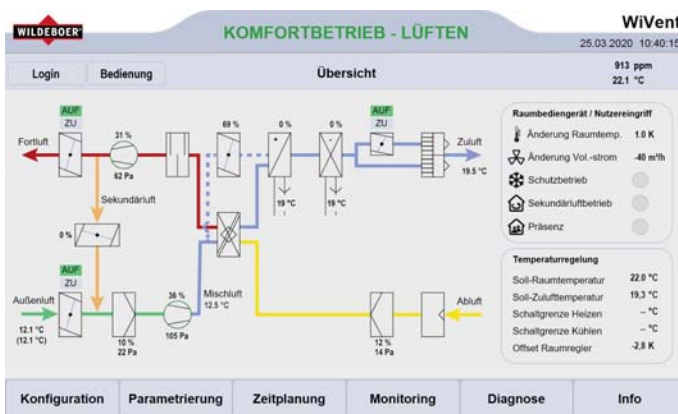 WILDEBOER®
KOMFORTBETRIEB - LÜFTEN
WiVent
25.03.2020 10:40:15
Login
Bedienung
Übersicht
913 ppm
22.1 °C
AUF
ZU
Fortluft
31 %
62 Pa
69 %
0 %
0 %
AUF
ZU
Zuluft
19.5 °C
19 °C
19 °C
Sekundärluft
0 %
AUF
ZU
Außenluft
12.1 °C
(12.1 °C)
10 %
22 Pa
36 %
105 Pa
Mischluft
12.5 °C
12 %
14 Pa
Abluft
Raumbediengerät / Nutzereingriff
Änderung Raumtemp. 1.0 K
Änderung Vol.-strom -40 m³/h
Schutzbetrieb
Sekundärluftbetrieb
Präsenz
Temperaturregelung
Soll-Raumtemperatur 22.0 °C
Soll-Zulufttemperatur 19,3 °C
Schaltgrenze Heizen -- °C
Schaltgrenze Kühlen -- °C
Offset Raumregler -2,8 K
Konfiguration
Parametrierung
Zeitplanung
Monitoring
Diagnose
Info